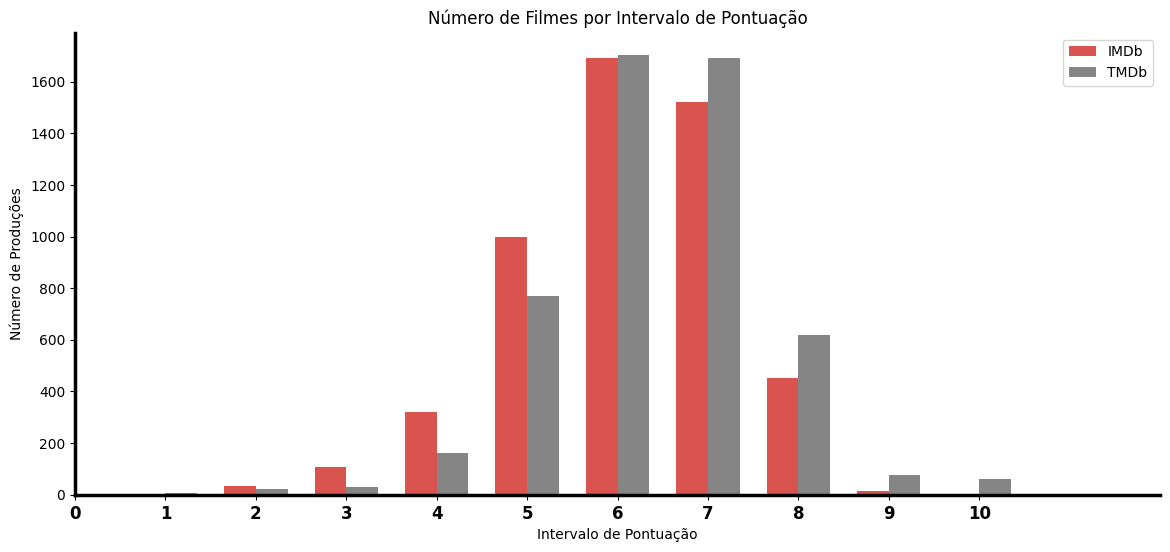 Número de Filmes por Intervalo de Pontuação
IMDb
TMDb
1600
1400
1200
1000
800
600
400
200
0
Número de Produções
0 1 2 3 4 5 6 7 8 9 10
Intervalo de Pontuação